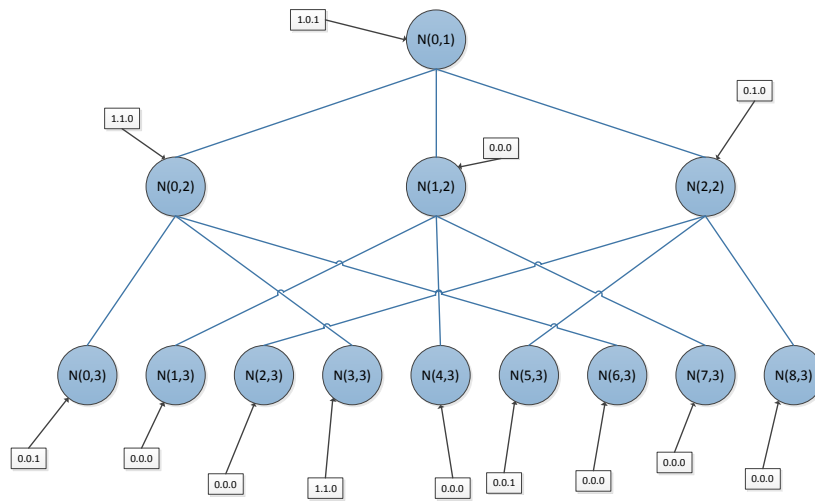 1.0.1
N(0,1)
1.1.0
0.0.0
0.1.0
N(0,2)
N(1,2)
N(2,2)
N(0,3)
N(1,3)
N(2,3)
N(3,3)
N(4,3)
N(5,3)
N(6,3)
N(7,3)
N(8,3)
0.0.1
0.0.0
0.0.0
1.1.0
0.0.0
0.0.1
0.0.0
0.0.0
0.0.0